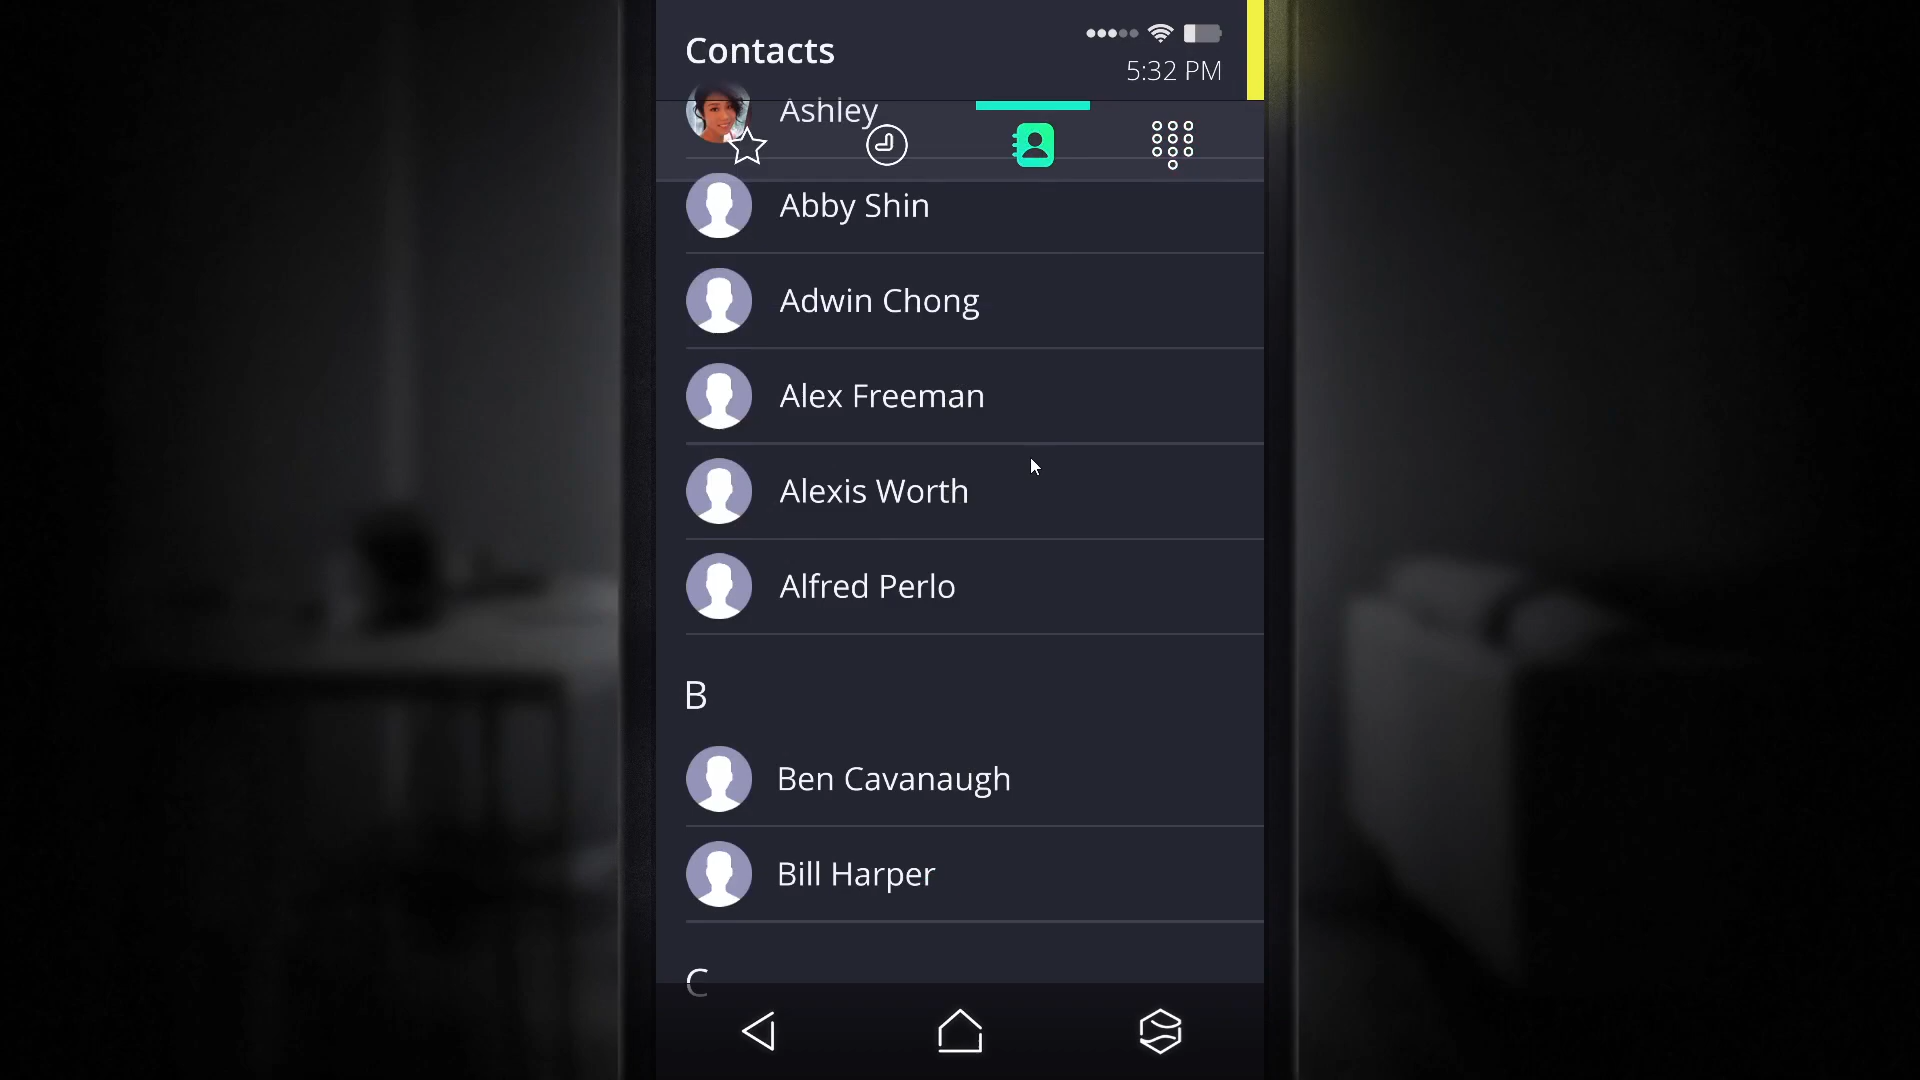 Contacts
5:32 PM
Ashley
Abby Shin
Adwin Chong
Alex Freeman
Alexis Worth
Alfred Perlo
B
Ben Cavanaugh
Bill Harper
C